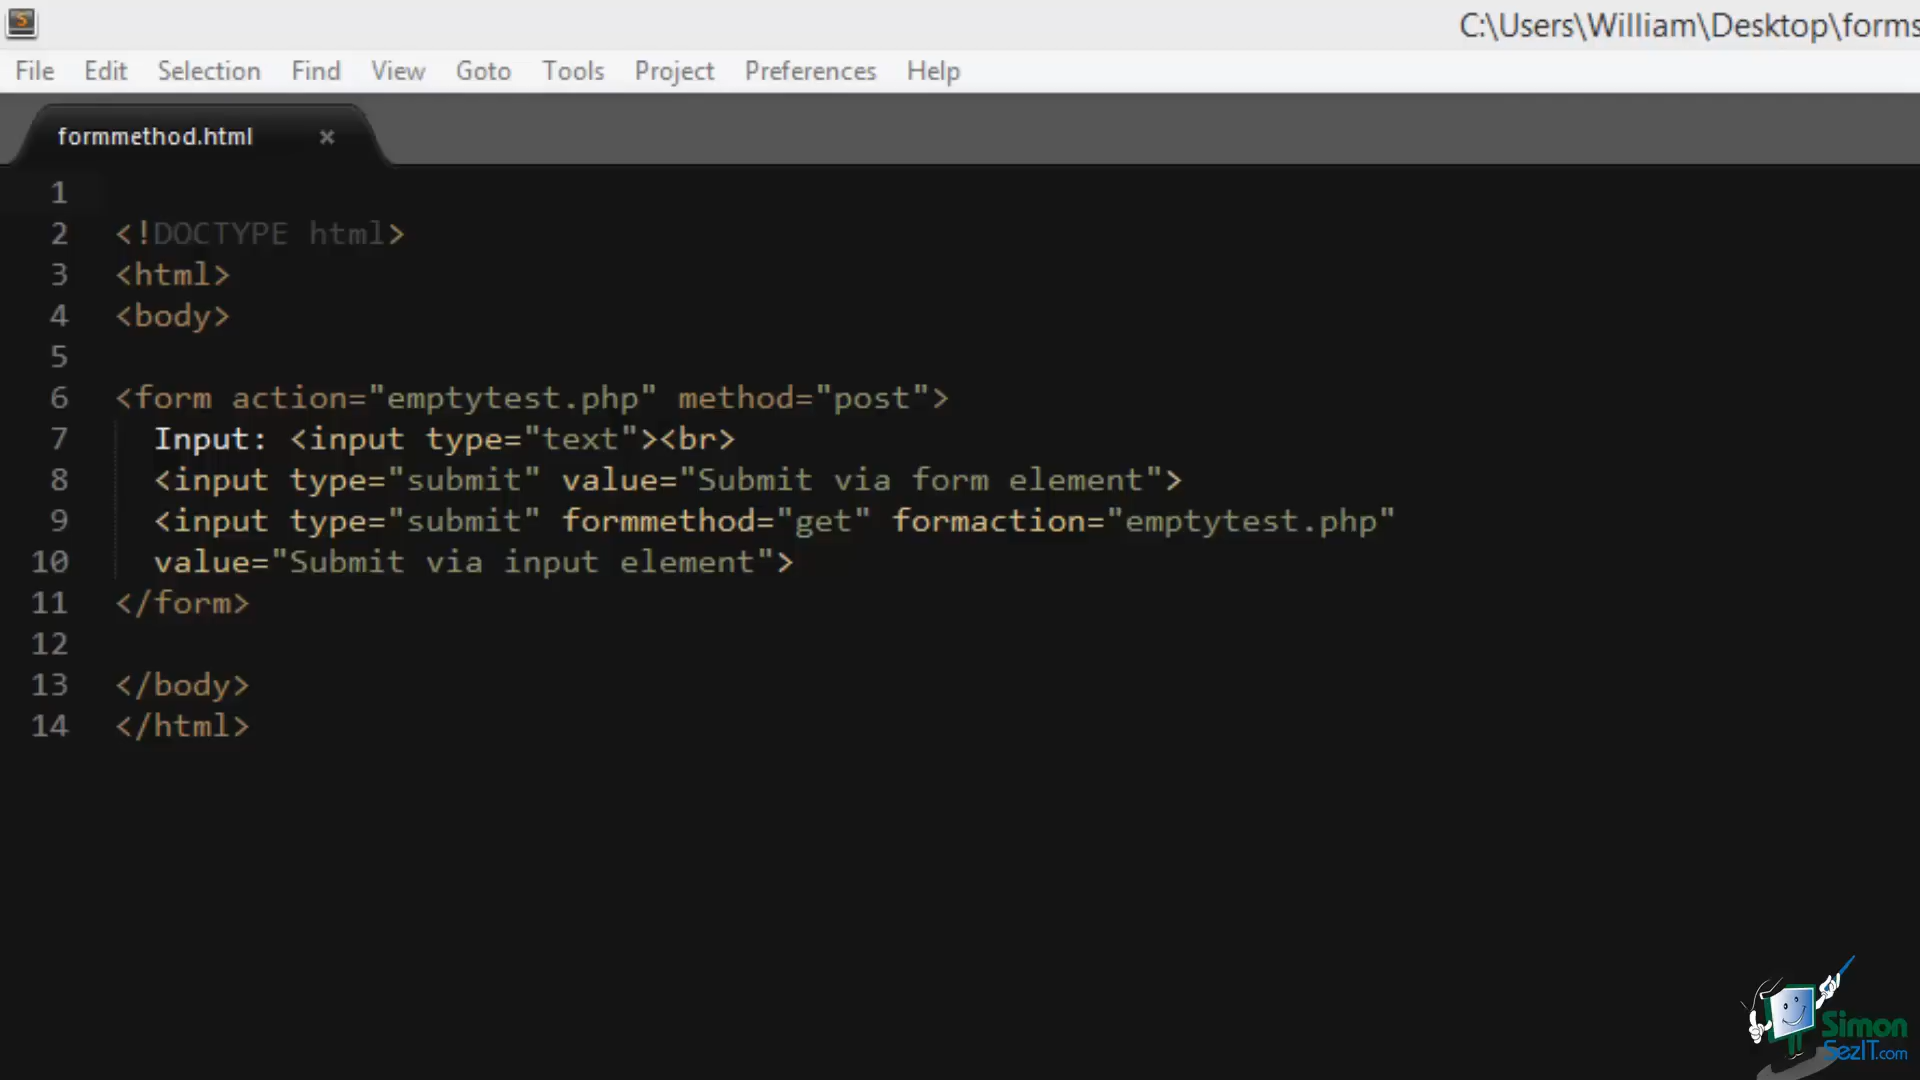 C:\Users\William\Desktop\forms
File Edit Selection Find View Goto Tools Project Preferences Help
formmethod.html ×
1
2 <!DOCTYPE html>
3 <html>
4 <body>
5
6 <form action="emptytest.php" method="post">
7 Input: <input type="text"><br>
8 <input type="submit" value="Submit via form element">
9 <input type="submit" formmethod="get" formaction="emptytest.php"
10 value="Submit via input element">
11 </form>
12
13 </body>
14 </html>
Simon
SezIT.com